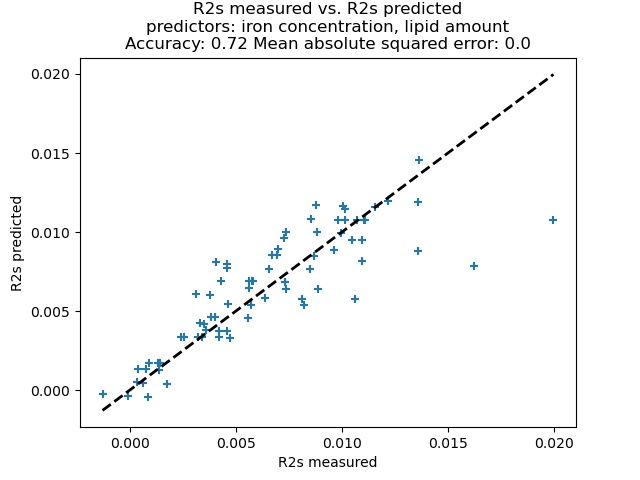 R2s measured vs. R2s predicted
predictors: iron concentration, lipid amount
Accuracy: 0.72 Mean absolute squared error: 0.0
0.020
0.015
0.010
0.005
0.000
R2s predicted
0.000 0.005 0.010 0.015 0.020
R2s measured